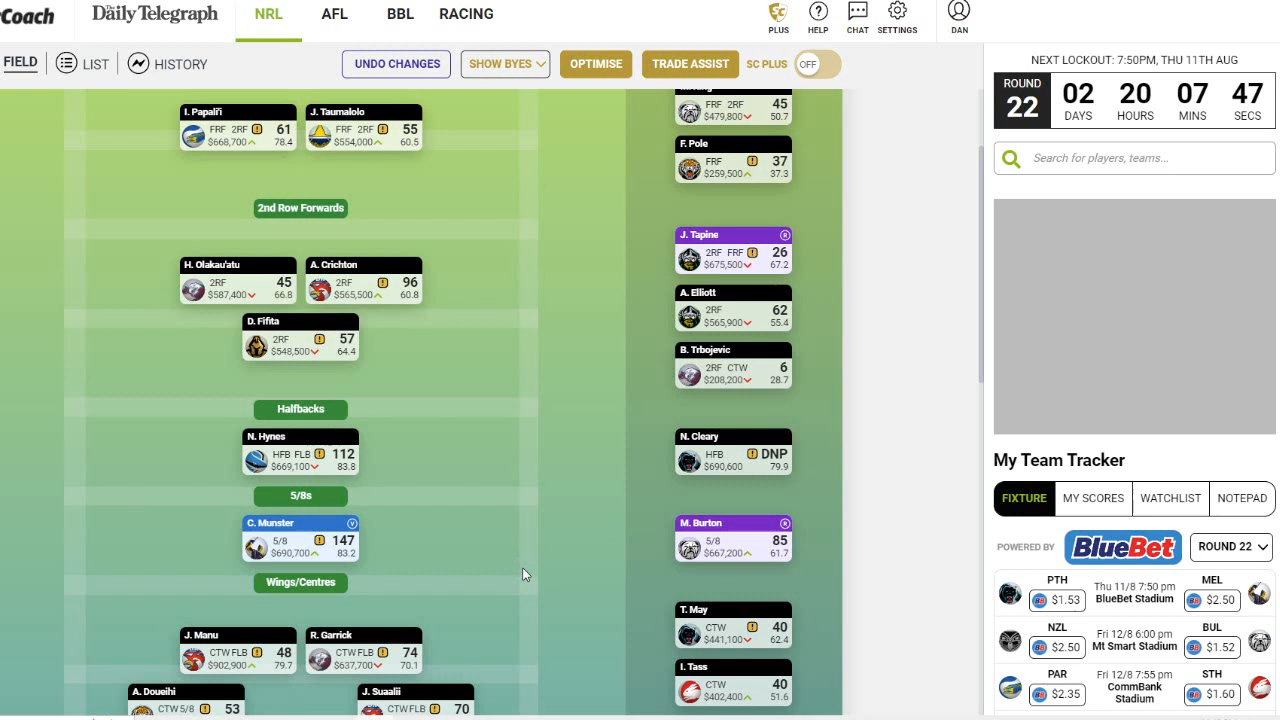 Coach
The Daily Telegraph
NRL
AFL
BBL
RACING
PLUS
HELP
CHAT
SETTINGS
DAN
FIELD
LIST
HISTORY
UNDO CHANGES
SHOW BYES
OPTIMISE
TRADE ASSIST
SC PLUS
OFF
NEXT LOCKOUT: 7:50PM, THU 11TH AUG
ROUND
22
02
DAYS
20
HOURS
07
MINS
47
SECS
Search for players, teams...
I. Papali'i
FRF 2RF 61
$668,700 78.4
J. Taumalolo
FRF 2RF 55
$554,000 60.5
FRF 2RF 45
$479,800 50.7
F. Pole
FRF 37
$259,500 37.3
2nd Row Forwards
H. Olakau'atu
2RF 45
$587,400 66.8
A. Crichton
2RF 96
$565,500 60.8
D. Fifita
2RF 57
$548,500 64.4
J. Tapine R
2RF FRF 26
$675,500 67.2
A. Elliott
2RF 62
$565,900 55.4
B. Trbojevic
2RF CTW 6
$208,200 28.7
Halfbacks
N. Hynes
HFB FLB 112
$669,100 83.8
N. Cleary
HFB DNP
$690,600 79.9
5/8s
C. Munster V
5/8 147
$690,700 83.2
M. Burton R
5/8 85
$667,200 61.7
Wings/Centres
J. Manu
CTW FLB 48
$902,900 79.7
R. Garrick
CTW FLB 74
$637,700 70.1
T. May
CTW 40
$441,100 62.4
I. Tass
CTW 40
$402,400 51.6
A. Doueihi
CTW 5/8 53
J. Suaalii
CTW FLB 70
My Team Tracker
FIXTURE
MY SCORES
WATCHLIST
NOTEPAD
POWERED BY
BlueBet
ROUND 22
PTH
$1.53
Thu 11/8 7:50 pm
BlueBet Stadium
MEL
$2.50
NZL
$2.50
Fri 12/8 6:00 pm
Mt Smart Stadium
BUL
$1.52
PAR
$2.35
Fri 12/8 7:55 pm
CommBank
Stadium
STH
$1.60